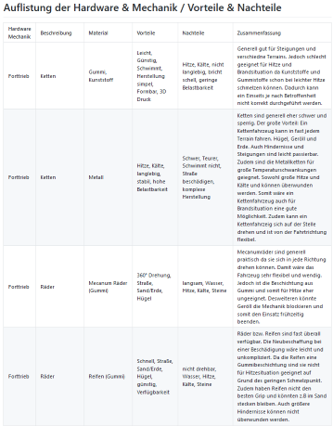 Auflistung der Hardware & Mechanik / Vorteile & Nachteile
Hardware
Mechanik
Beschreibung
Material
Vorteile
Nachteile
Zusammenfassung
Fortrieb
Ketten
Gummi,
Kunststoff
Leicht,
Günstig,
Schwimmt,
Herstellung
simpel,
Formbar, 3D
Druck
Hitze, Kälte, nicht
langlebig, bricht
schnell, geringe
Belastbarkeit
Generell gut für Steigungen und
verschiedne Terrains. Jedoch schlecht
geeignet für Hitze und
Brandsituation da Kunststoffe und
Gummistoffe schon bei leichter Hitze
schmelzen können. Dadurch kann
ein Einsatz je nach Betroffenheit
nicht korrekt durchgeführt werden.
Fortrieb
Ketten
Metall
Hitze, Kälte,
langlebig,
stabil, hohe
Belastbarkeit
Schwer, Teurer,
Schwimmt nicht,
Straße
beschädigen,
komplexe
Herstellung
Ketten sind generell eher schwer und
sperrig. Der große Vorteil: Ein
Kettenfahrzeug kann in fast jedem
Terrain fahren. Hügel, Geröll und
Erde. Auch Hindernisse und
Steigungen sind leicht passierbar.
Zudem sind die Metallketten für
große Temperaturschwankungen
geeignet. Sowohl große Hitze und
Kälte und können überwunden
werden. Somit wäre ein
Kettenfahrzeug auch für
Brandsituation eine gute
Möglichkeit. Zudem kann ein
Kettenfahrzeig sich auf der Stelle
drehen und ist von der Fahrtrichtung
flexibel.
Fortrieb
Räder
Mecanum Räder
(Gummi)
360° Drehung,
Straße,
Sand/Erde,
Hügel
langsam, Wasser,
Hitze, Kälte, Steine
Mecanumräder sind generell
praktisch da sie sich in jede Richtung
drehen können. Damit wäre das
Fahrzeug sehr flexible und wendig.
Jedoch ist die Beschichtung aus
Gummi und somit für Hitze eher
ungeeignet. Desweiteren könnte
Geröll die Mechanik blockieren und
somit den Einsatz frühzeitig
beenden.
Fortrieb
Räder
Reifen (Gummi)
Schnell, Straße,
Sand/Erde,
Hügel,
günstig,
Verfügbarkeit
nicht drehbar,
Wasser, Hitze,
Kälte, Steine
Räder bzw. Reifen sind fast überall
verfügbar. Die Neubeschaffung bei
einer Beschädigung wäre leicht und
unkompliziert. Da die Reifen eine
Gummibeschichtung sind sie nicht
für Hitzesituation geeignet auf
Grund des geringen Schmelzpunkt.
Zudem haben Reifen nicht den
besten Grip und könnten z.B im Sand
stecken bleiben. Auch größere
Hindernisse können nicht
überwunden werden.